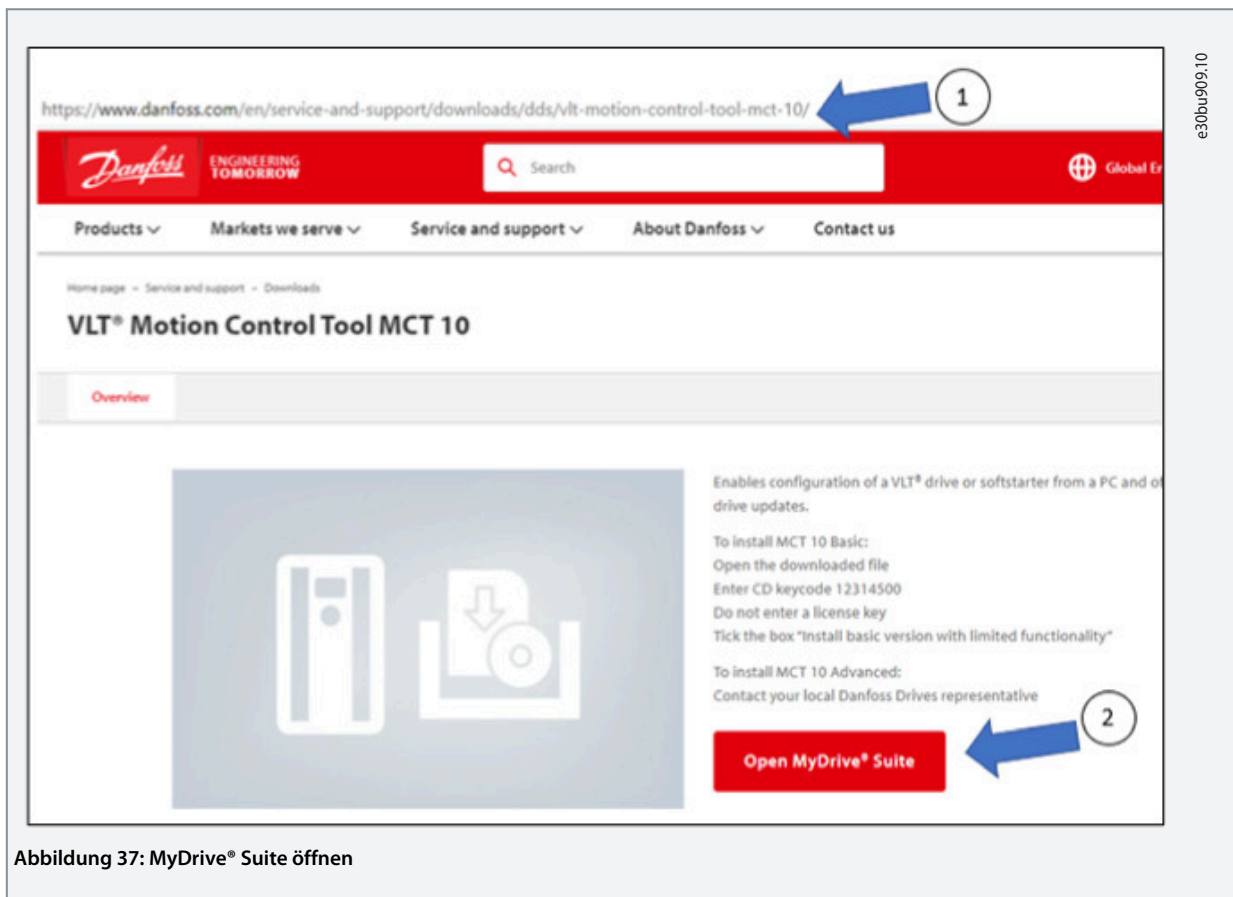 e30bu909.10
https://www.danfoss.com/en/service-and-support/downloads/dds/vlt-motion-control-tool-mct-10/
1
Danfoss ENGINEERING
TOMORROW
Search
Global Er
Products Markets we serve Service and support About Danfoss Contact us
Home page - Service and support - Downloads
VLT® Motion Control Tool MCT 10
Overview
Enables configuration of a VLT® drive or softstarter from a PC and of
drive updates.
To install MCT 10 Basic:
Open the downloaded file
Enter CD keycode 12314500
Do not enter a license key
Tick the box "Install basic version with limited functionality"
To install MCT 10 Advanced:
Contact your local Danfoss Drives representative
2
Open MyDrive® Suite
Abbildung 37: MyDrive® Suite öffnen